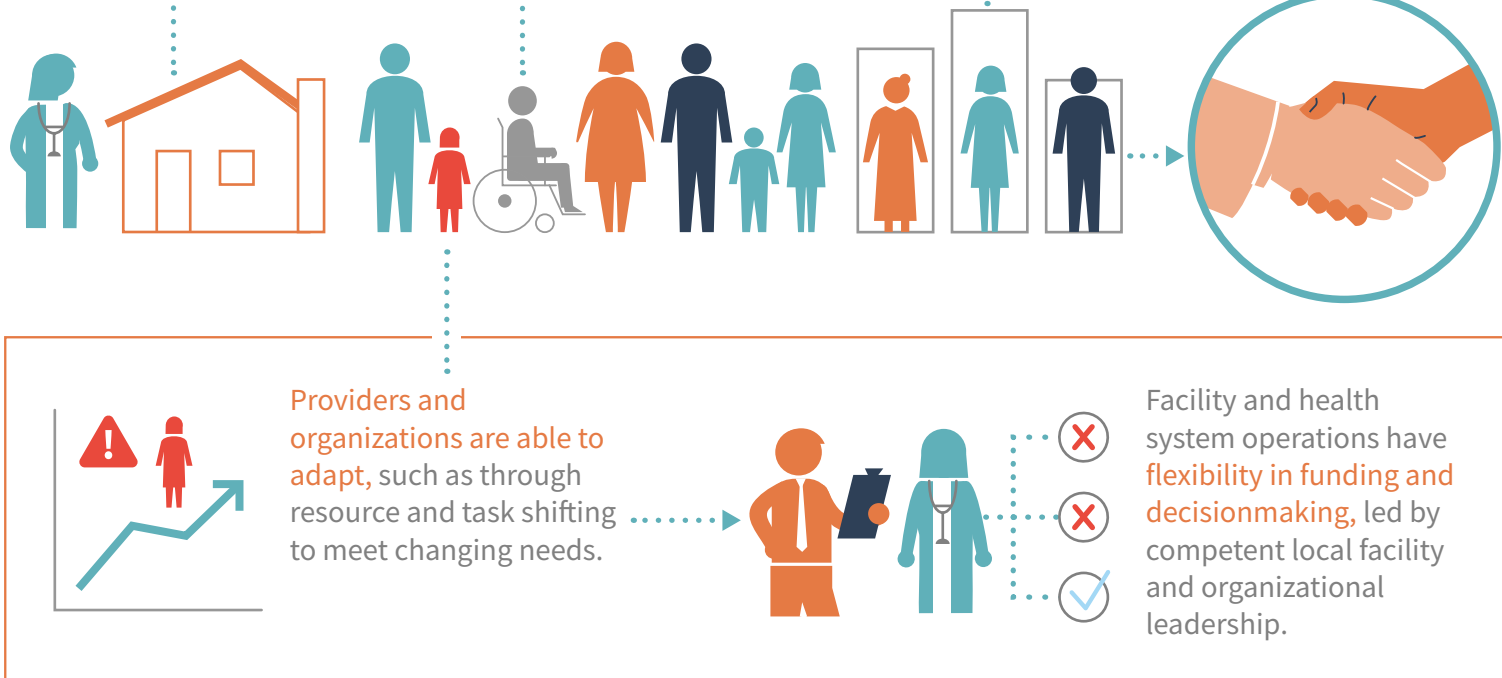 Providers and
organizations are able to
adapt, such as through
resource and task shifting
to meet changing needs.
Facility and health
system operations have
flexibility in funding and
decisionmaking, led by
competent local facility
and organizational
leadership.